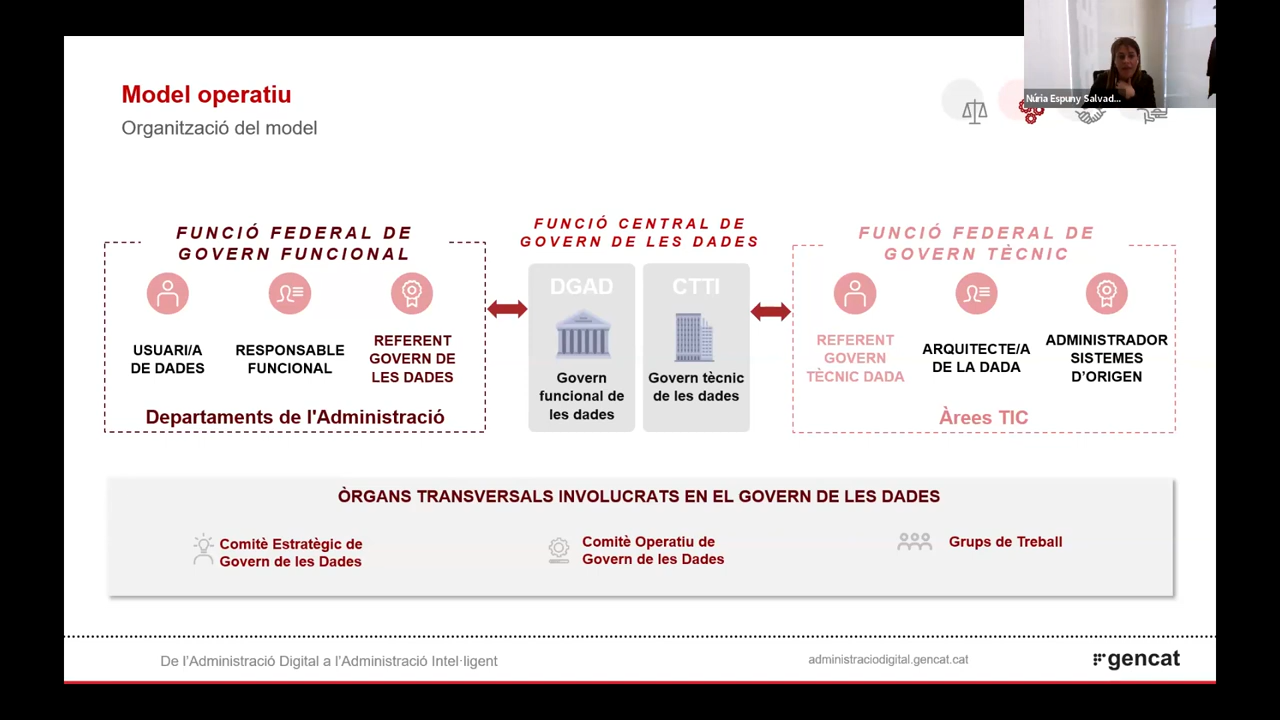 Núria Espuny Salvad...
Model operatiu
Organització del model
FUNCIÓ FEDERAL DE
GOVERN FUNCIONAL
USUARI/A
DE DADES
RESPONSABLE
FUNCIONAL
REFERENT
GOVERN DE
LES DADES
Departaments de l'Administració
FUNCIÓ CENTRAL DE
GOVERN DE LES DADES
DGAD
Govern
funcional de
les dades
CTTI
Govern tècnic
de les dades
FUNCIÓ FEDERAL DE
GOVERN TÈCNIC
REFERENT
GOVERN
TÈCNIC DADA
ARQUITECTE/A
DE LA DADA
ADMINISTRADOR
SISTEMES
D'ORIGEN
Àrees TIC
ÒRGANS TRANSVERSALS INVOLUCRATS EN EL GOVERN DE LES DADES
Comitè Estratègic de
Govern de les Dades
Comitè Operatiu de
Govern de les Dades
Grups de Treball
De l'Administració Digital a l'Administració Intel·ligent
administraciodigital.gencat.cat
gencat